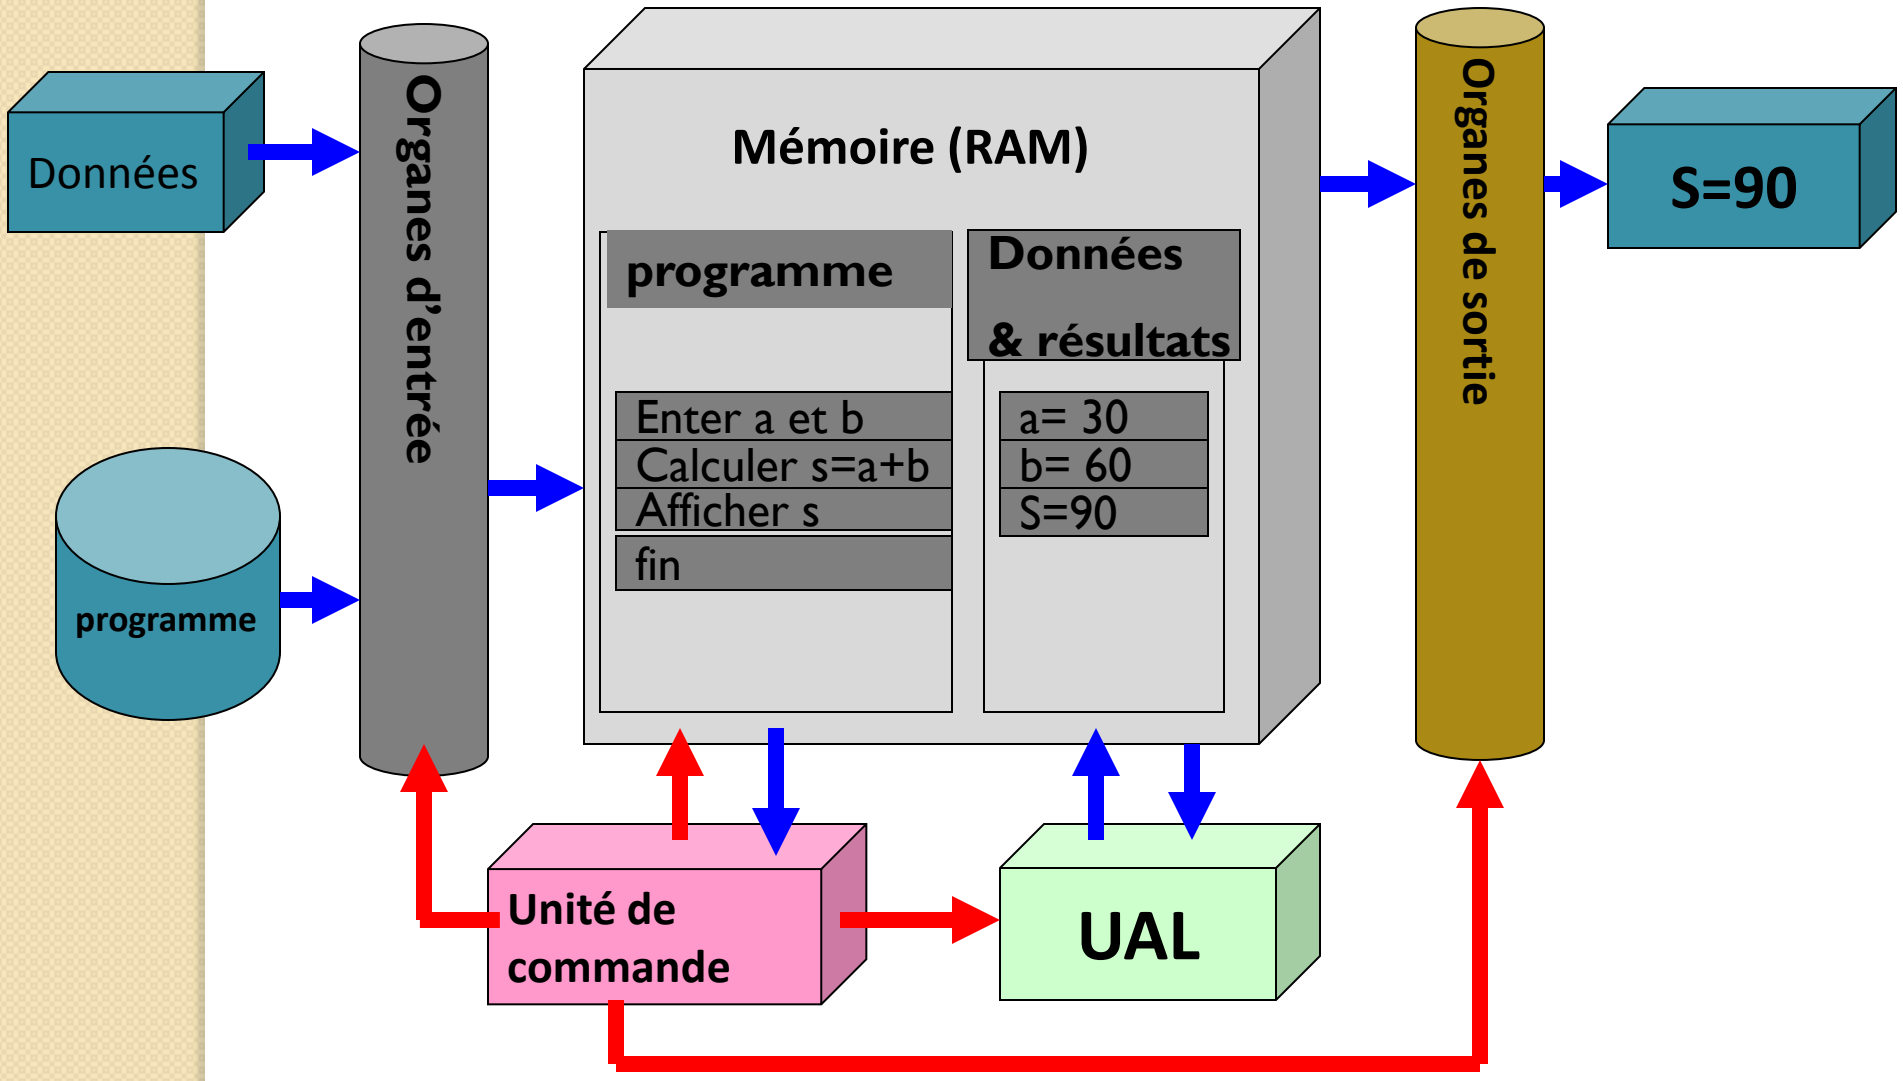 Données
programme
Organes d'entrée
Mémoire (RAM)
programme
Enter a et b
Calculer s=a+b
Afficher s
fin
Données
& résultats
a= 30
b= 60
S=90
Organes de sortie
S=90
Unité de
commande
UAL